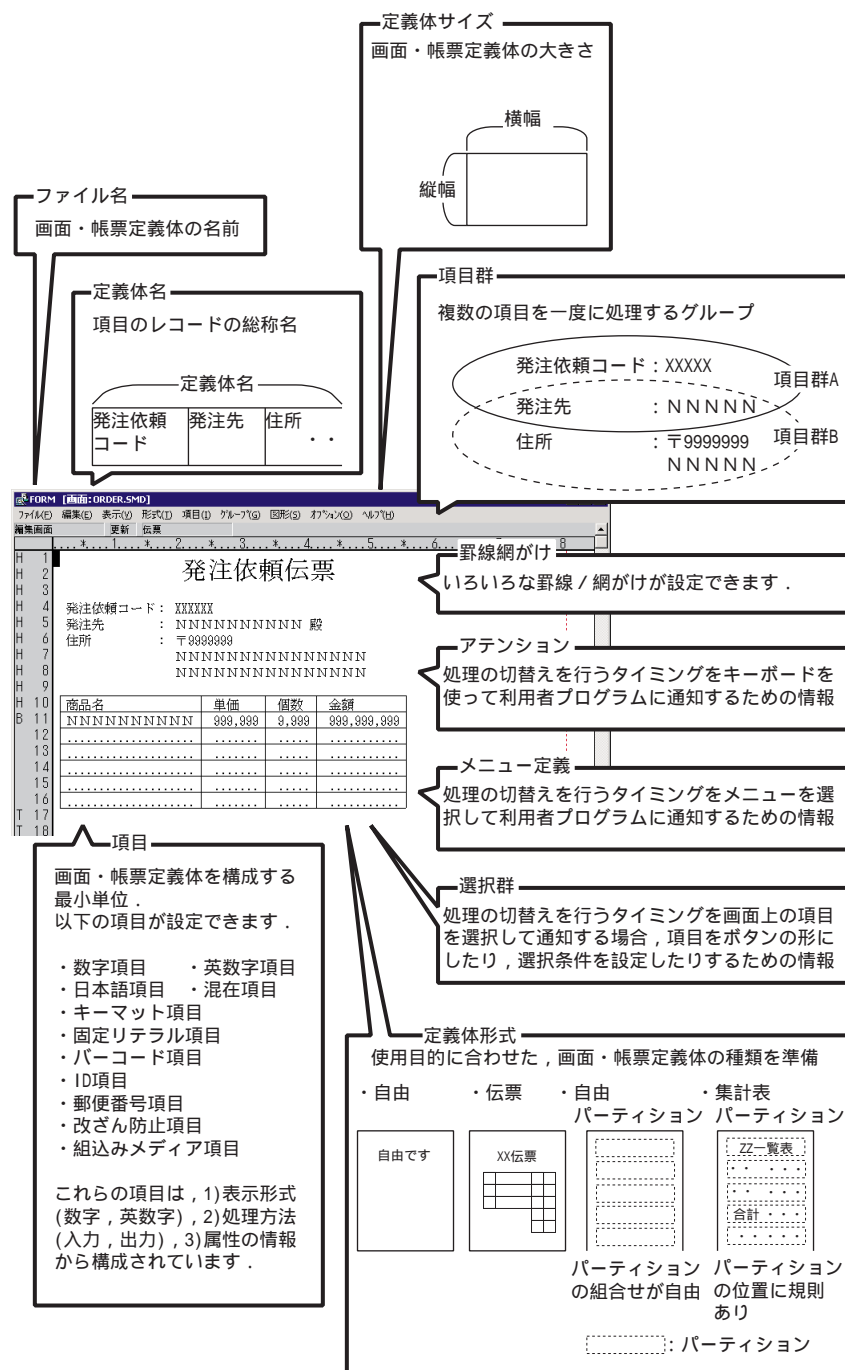 定義体サイズ
画面・帳票定義体の大きさ
横幅
縦幅
ファイル名
画面・帳票定義体の名前
定義体名
項目のレコードの総称名
定義体名
発注依頼 発注先 住所
コード ・・
項目群
複数の項目を一度に処理するグループ
発注依頼コード:XXXXX 項目群A
発注先 :NNNNN
住所 :〒9999999 項目群B
NNNNN
FORM [画面:ORDER.SMD]
ファイル(F) 編集(E) 表示(V) 形式(T) 項目(I) グループ(G) 図形(S) オプション(O) ヘルプ(H)
編集画面 更新 伝票
....*....1....*....2....*....3....*....4....*....5....*....6 8
H 1
H 2 発注依頼伝票
H 3
H 4 発注依頼コード: XXXXXX
H 5 発注先 : NNNNNNNNNN 殿
H 6 住所 : 〒9999999
H 7 NNNNNNNNNNNNNNN
H 8 NNNNNNNNNNNNNNN
H 9
H 10 商品名 単価 個数 金額
B 11 NNNNNNNNNN 999,999 9,999 999,999,999
12 .................... ....... ..... ...........
13 .................... ....... ..... ...........
14 .................... ....... ..... ...........
15 .................... ....... ..... ...........
16 .................... ....... ..... ...........
T 17
T 18
罫線網がけ
いろいろな罫線/網がけが設定できます.
アテンション
処理の切替えを行うタイミングをキーボードを
使って利用者プログラムに通知するための情報
メニュー定義
処理の切替えを行うタイミングをメニューを選
択して利用者プログラムに通知するための情報
選択群
処理の切替えを行うタイミングを画面上の項目
を選択して通知する場合,項目をボタンの形に
したり,選択条件を設定したりするための情報
項目
画面・帳票定義体を構成する
最小単位.
以下の項目が設定できます.
・数字項目 ・英数字項目
・日本語項目 ・混在項目
・キーマット項目
・固定リテラル項目
・バーコード項目
・ID項目
・郵便番号項目
・改ざん防止項目
・組込みメディア項目
これらの項目は,1)表示形式
(数字,英数字),2)処理方法
(入力,出力),3)属性の情報
から構成されています.
定義体形式
使用目的に合わせた,画面・帳票定義体の種類を準備
・自由 ・伝票 ・自由 ・集計表
パーティション パーティション
自由です XX伝票 ZZ一覧表
・・ ・・・
・・ ・・・
合計・・・
・・・・・
パーティション パーティション
の組合せが自由 の位置に規則
あり
:パーティション